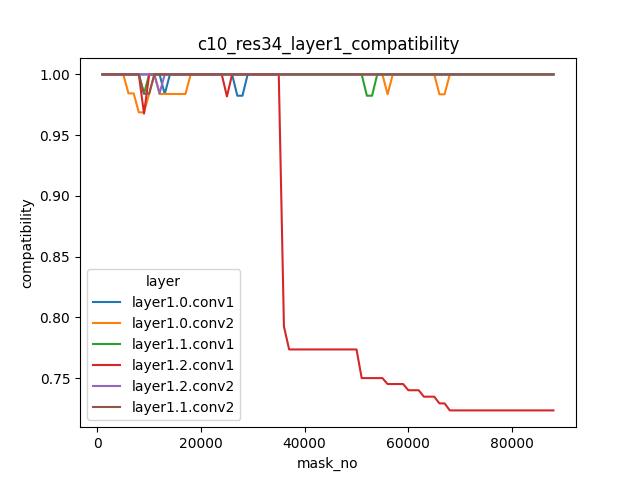 c10_res34_layer1_compatibility
1.00
0.95
0.90
0.85
0.80
0.75
compatibility
layer
layer1.0.conv1
layer1.0.conv2
layer1.1.conv1
layer1.2.conv1
layer1.2.conv2
layer1.1.conv2
0 20000 40000 60000 80000
mask_no